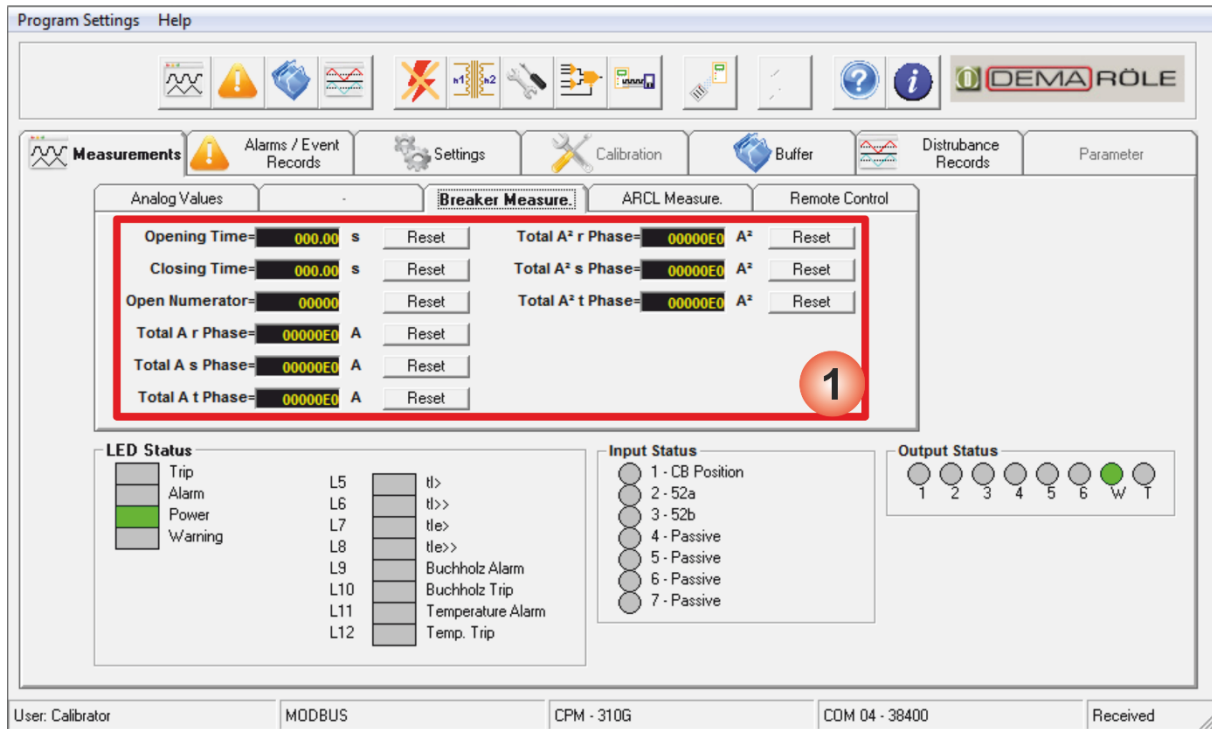 Program Settings Help
h1 h2
DEMA RÖLE
Measurements
Alarms / Event
Records
Settings
Calibration
Buffer
Distrubance
Records
Parameter
Analog Values
-
Breaker Measure.
ARCL Measure.
Remote Control
Opening Time= 000.00 s Reset
Total A² r Phase= 00000E0 A² Reset
Closing Time= 000.00 s Reset
Total A² s Phase= 00000E0 A² Reset
Open Numerator= 00000 Reset
Total A² t Phase= 00000E0 A² Reset
Total A r Phase= 00000E0 A Reset
Total A s Phase= 00000E0 A Reset
Total A t Phase= 00000E0 A Reset
1
LED Status
Trip
Alarm
Power
Warning
L5 tI>
L6 tI>>
L7 tIe>
L8 tIe>>
L9 Buchholz Alarm
L10 Buchholz Trip
L11 Temperature Alarm
L12 Temp. Trip
Input Status
1 - CB Position
2 - 52a
3 - 52b
4 - Passive
5 - Passive
6 - Passive
7 - Passive
Output Status
1 2 3 4 5 6 W T
User: Calibrator
MODBUS
CPM - 310G
COM 04 - 38400
Received